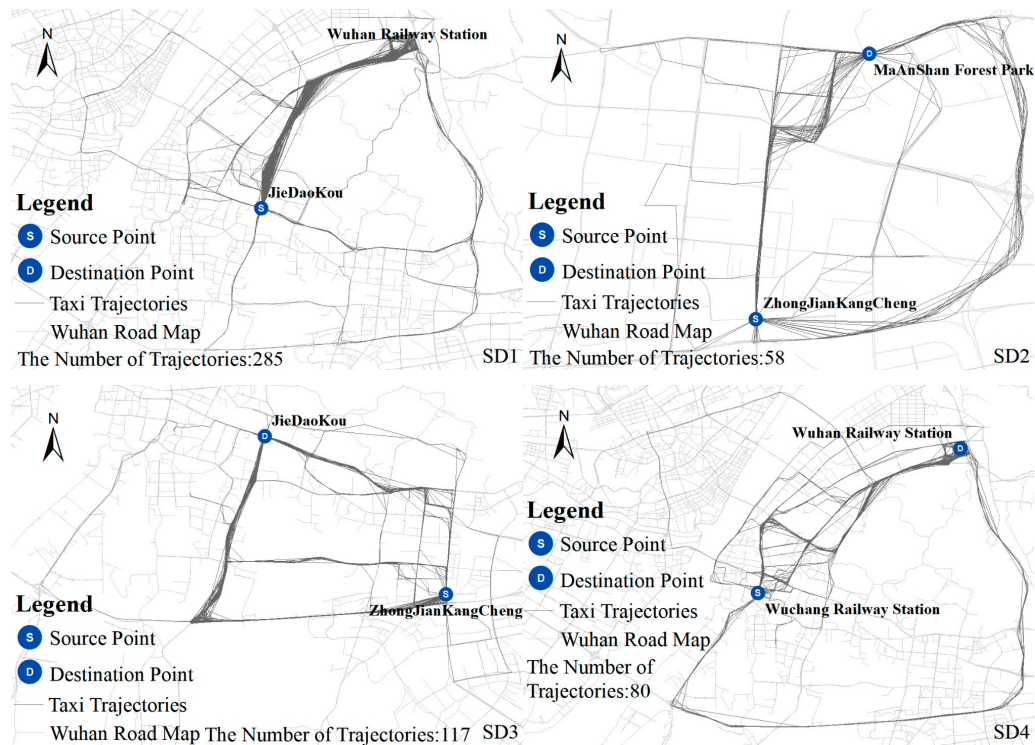 N
Wuhan Railway Station
JieDaoKou
S
Legend
S Source Point
D Destination Point
Taxi Trajectories
Wuhan Road Map
The Number of Trajectories:285
SD1
N
D
MaAnShan Forest Park
Legend
S Source Point
D Destination Point
Taxi Trajectories
Wuhan Road Map
The Number of Trajectories:58
ZhongJianKangCheng
S
SD2
N
JieDaoKou
D
S
ZhongJianKangCheng
Legend
S Source Point
D Destination Point
Taxi Trajectories
Wuhan Road Map The Number of Trajectories:117
SD3
N
Wuhan Railway Station
D
Legend
S Source Point
D Destination Point
Taxi Trajectories
Wuhan Road Map
The Number of
Trajectories:80
S
Wuchang Railway Station
SD4